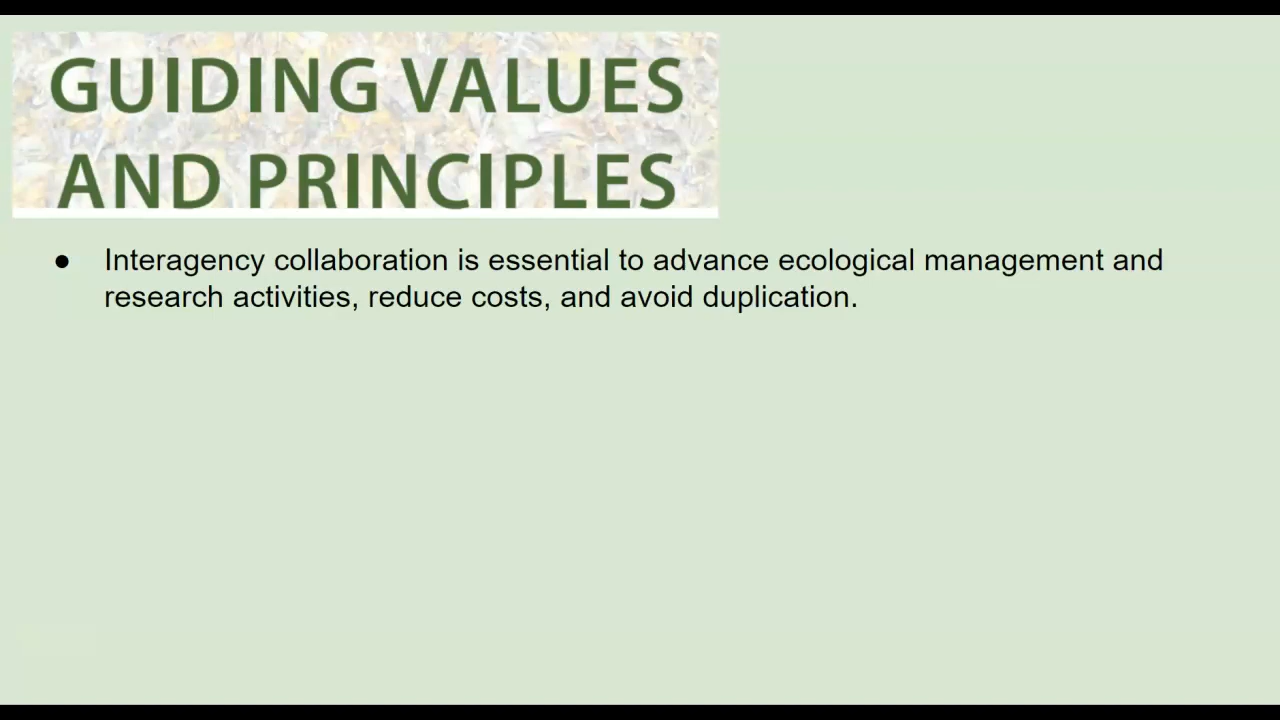 GUIDING VALUES
AND PRINCIPLES
● Interagency collaboration is essential to advance ecological management and
research activities, reduce costs, and avoid duplication.